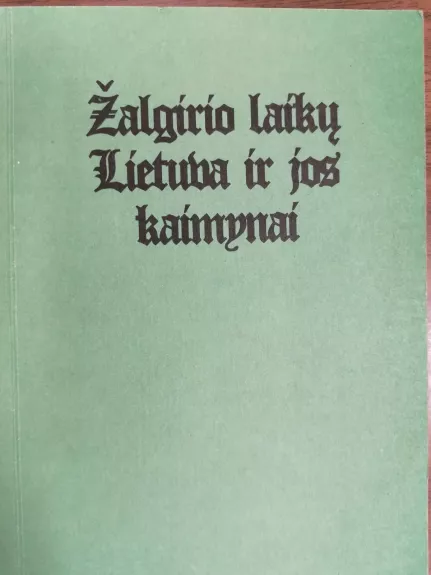 Žalgirio laikų
Lietuva ir jos
kaimynai